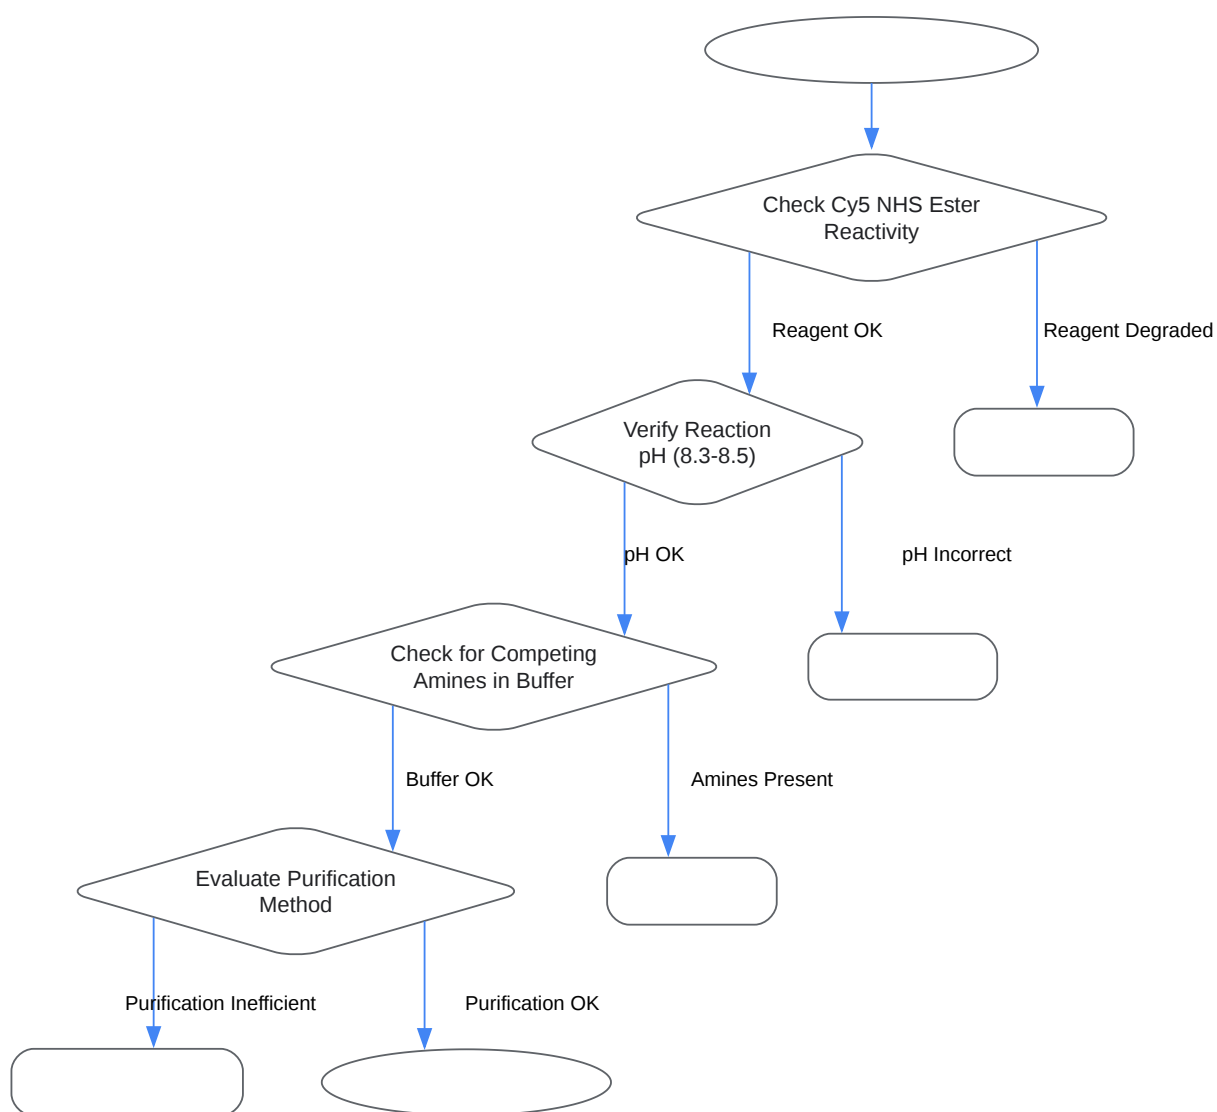 Check Cy5 NHS Ester
Reactivity
Reagent OK
Reagent Degraded
Verify Reaction
pH (8.3-8.5)
pH OK
pH Incorrect
Check for Competing
Amines in Buffer
Buffer OK
Amines Present
Evaluate Purification
Method
Purification Inefficient
Purification OK